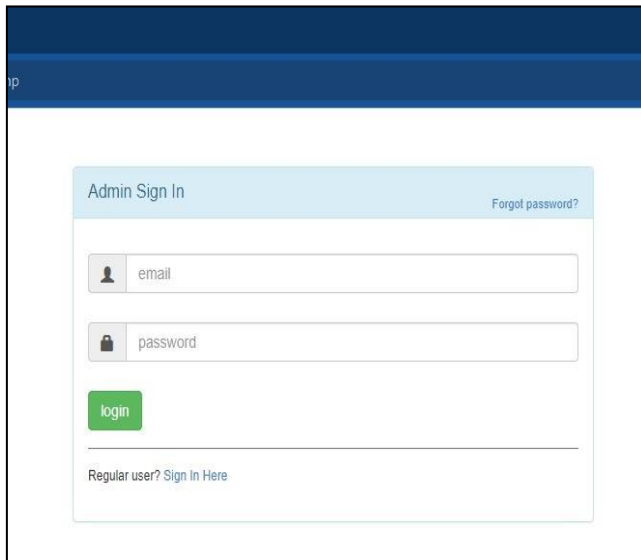 Admin Sign In
Forgot password?
email
password
login
Regular user? Sign In Here